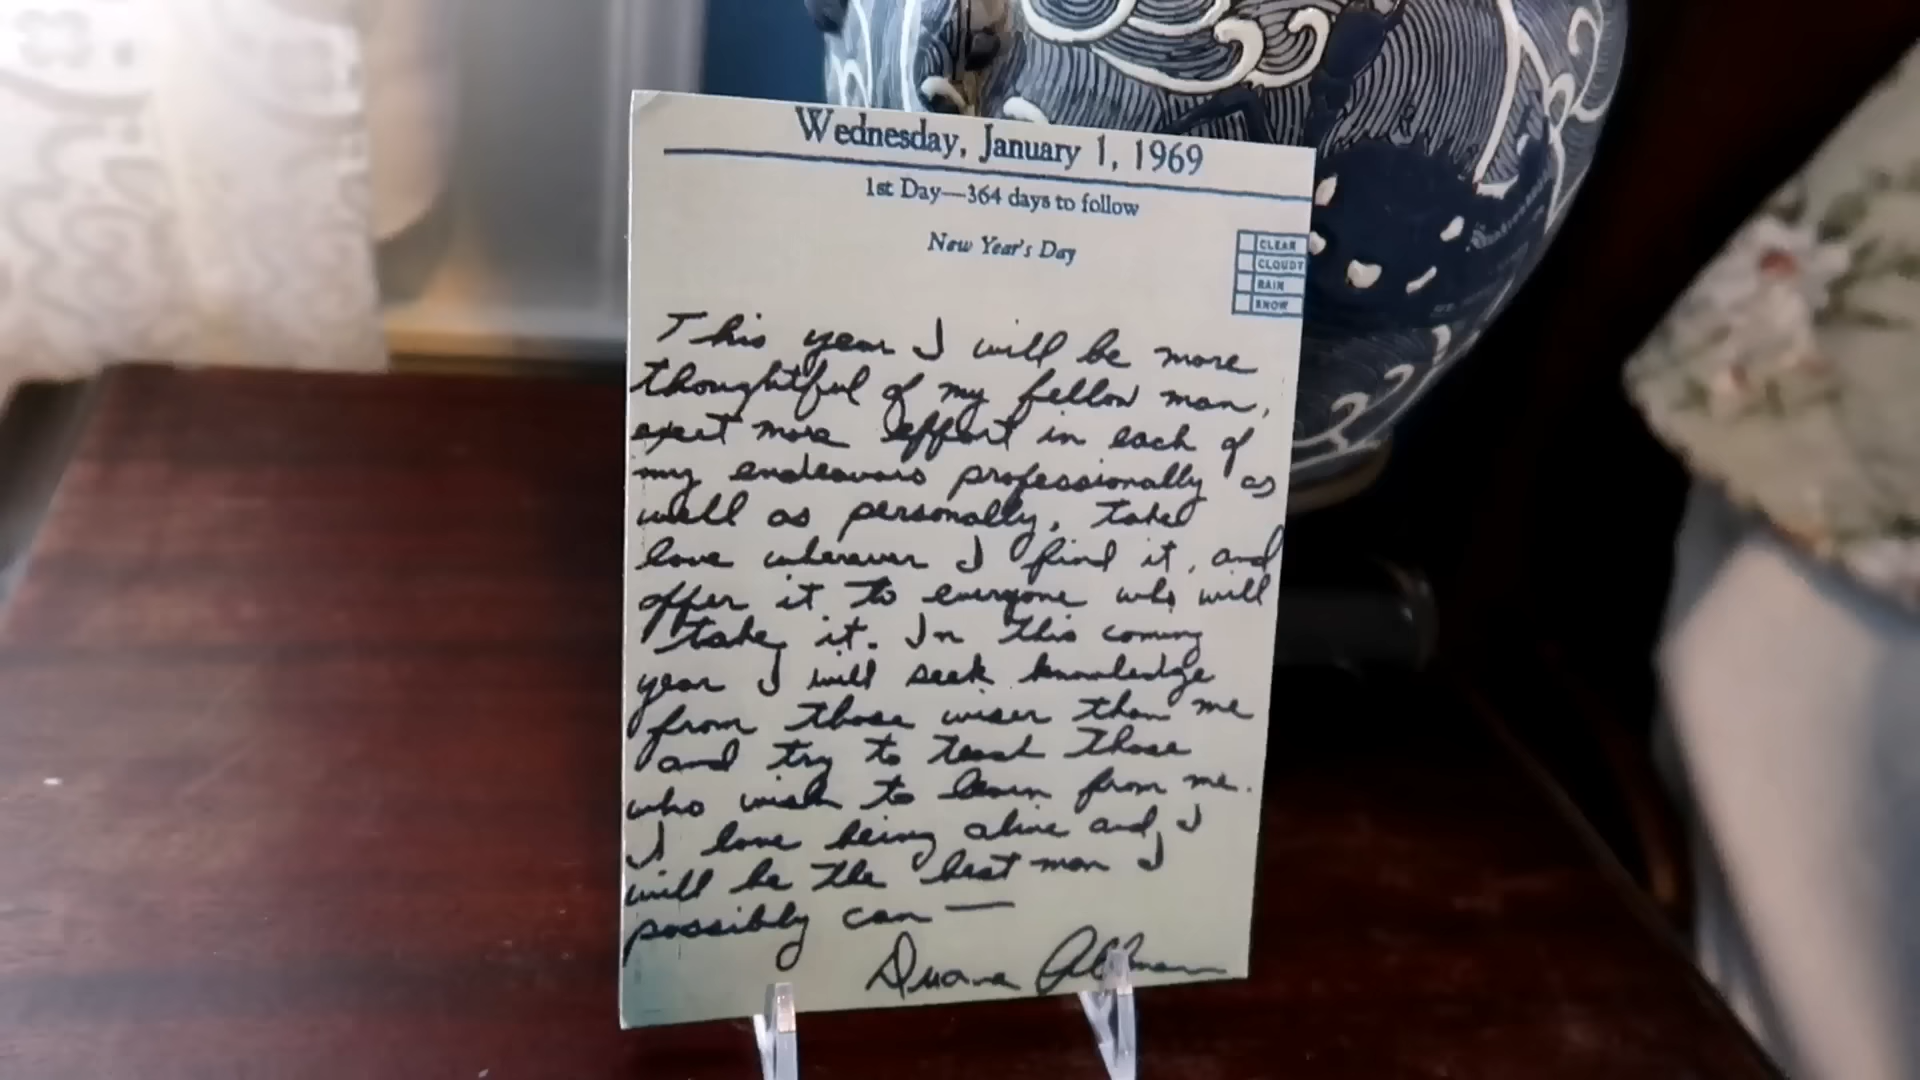 Wednesday, January 1, 1969
1st Day—364 days to follow
New Year's Day
CLEAR
CLOUDY
RAIN
SNOW
This year I will be more
thoughtful of my fellow man,
exert more effort in each of
my endeavors professionally as
well as personally, take
love wherever I find it, and
offer it to everyone who will
take it. In this coming
year I will seek knowledge
from those wiser than me
and try to teach those
who wish to learn from me.
I love being alive and I
will be the best man I
possibly can —
Duane Allman